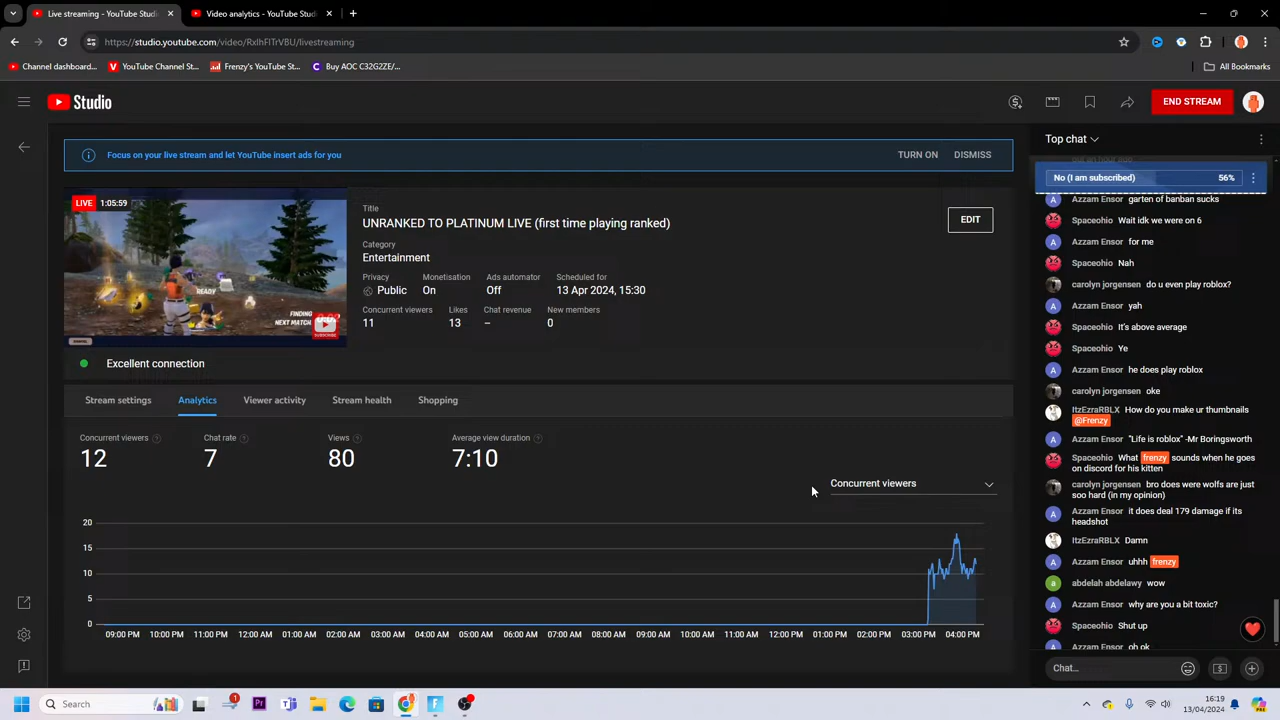 Live streaming - YouTube Studio
Video analytics - YouTube Studio
https://studio.youtube.com/video/RxlhFITrVBU/livestreaming
Channel dashboard...
YouTube Channel St...
Frenzy's YouTube St...
Buy AOC C32G2ZE/...
All Bookmarks
Studio
END STREAM
Focus on your live stream and let YouTube insert ads for you
TURN ON
DISMISS
LIVE 1:05:59
READY
FINDING
NEXT MATCH
SUBSCRIBE
Title
UNRANKED TO PLATINUM LIVE (first time playing ranked)
EDIT
Category
Entertainment
Privacy
Monetisation
Ads automator
Scheduled for
Public
On
Off
13 Apr 2024, 15:30
Concurrent viewers
Likes
Chat revenue
New members
11
13
–
0
Excellent connection
Stream settings
Analytics
Viewer activity
Stream health
Shopping
Concurrent viewers
Chat rate
Views
Average view duration
12
7
80
7:10
Concurrent viewers
20
15
10
5
0
09:00 PM 10:00 PM 11:00 PM 12:00 AM 01:00 AM 02:00 AM 03:00 AM 04:00 AM 05:00 AM 06:00 AM 07:00 AM 08:00 AM 09:00 AM 10:00 AM 11:00 AM 12:00 PM 01:00 PM 02:00 PM 03:00 PM 04:00 PM
Top chat
No (I am subscribed) 56%
Azzam Ensor garten of banban sucks
Spaceohio Wait idk we were on 6
Azzam Ensor for me
Spaceohio Nah
carolyn jorgensen do u even play roblox?
Azzam Ensor yah
Spaceohio It's above average
Spaceohio Ye
Azzam Ensor he does play roblox
carolyn jorgensen oke
ItzEzraRBLX How do you make ur thumbnails
@Frenzy
Azzam Ensor "Life is roblox" -Mr Boringsworth
Spaceohio What frenzy sounds when he goes
on discord for his kitten
carolyn jorgensen bro does were wolfs are just
soo hard (in my opinion)
Azzam Ensor it does deal 179 damage if its
headshot
ItzEzraRBLX Damn
Azzam Ensor uhhh frenzy
abdelah abdelawy wow
Azzam Ensor why are you a bit toxic?
Spaceohio Shut up
Azzam Ensor oh ok
Chat...
Search
1
16:19
13/04/2024